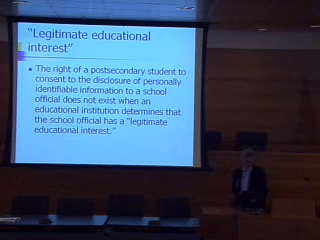 "Legitimate educational
interest"
The right of a postsecondary student to
consent to the disclosure of personally
identifiable information to a school
official does not exist when an
educational institution determines that
the school official has a "legitimate
educational interest."